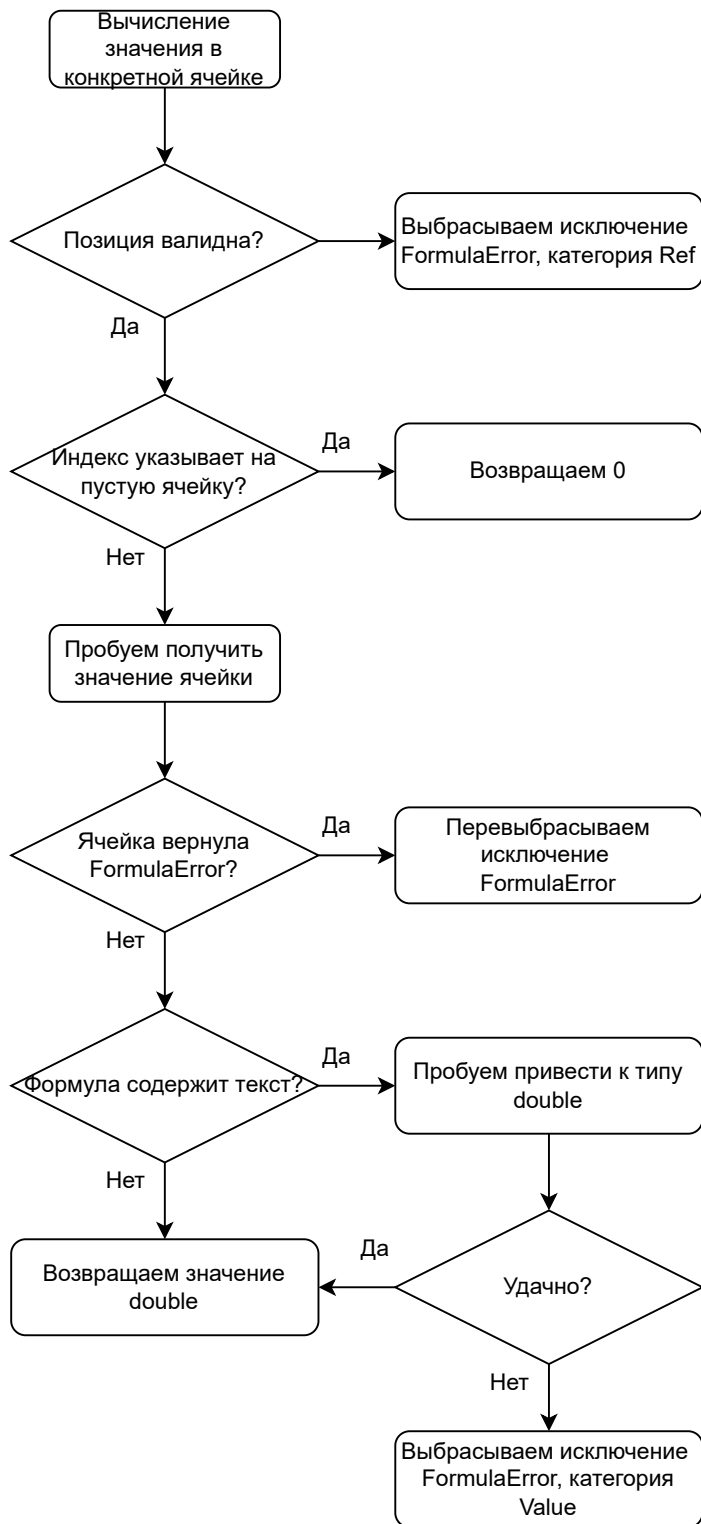 Вычисление
значения в
конкретной ячейке
Позиция валидна?
Выбрасываем исключение
FormulaError, категория Ref
Да
Индекс указывает на
пустую ячейку?
Да
Возвращаем 0
Нет
Пробуем получить
значение ячейки
Ячейка вернула
FormulaError?
Да
Перевыбрасываем
исключение
FormulaError
Нет
Формула содержит текст?
Да
Пробуем привести к типу
double
Нет
Возвращаем значение
double
Да
Удачно?
Нет
Выбрасываем исключение
FormulaError, категория
Value